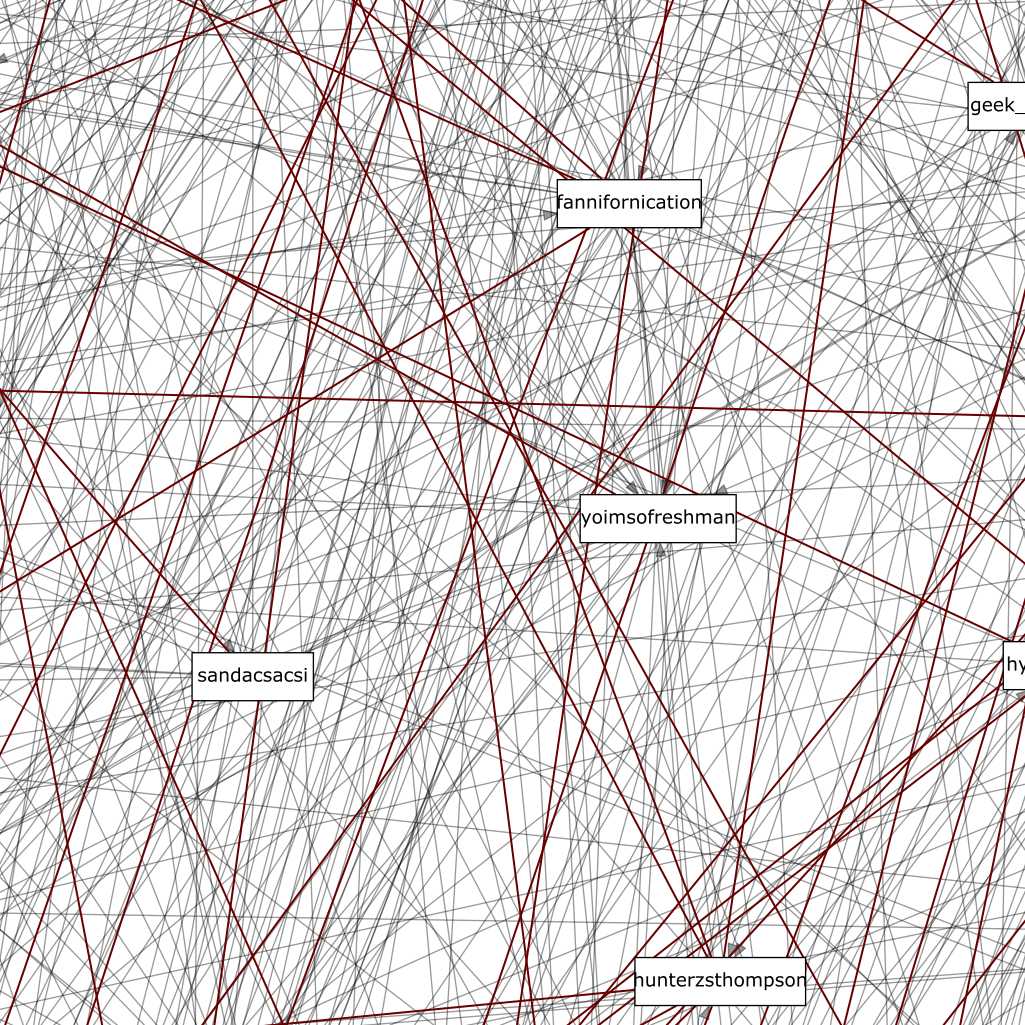 geek_
fannifornication
yoimsofreshman
hy
sandacsacsi
hunterzsthompson